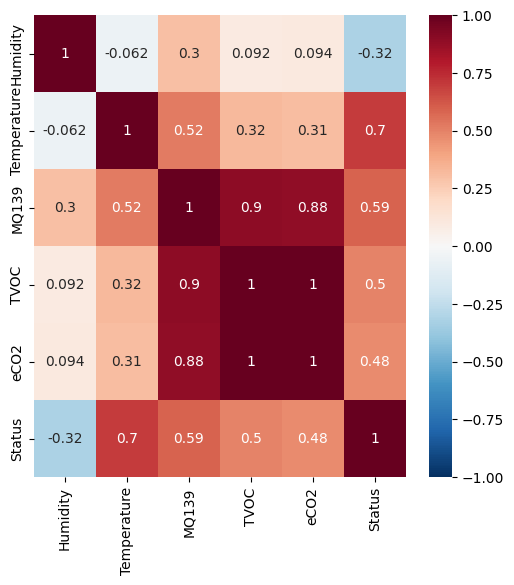 Humidity 1 -0.062 0.3 0.092 0.094 -0.32
Temperature -0.062 1 0.52 0.32 0.31 0.7
MQ139 0.3 0.52 1 0.9 0.88 0.59
TVOC 0.092 0.32 0.9 1 1 0.5
eCO2 0.094 0.31 0.88 1 1 0.48
Status -0.32 0.7 0.59 0.5 0.48 1
Humidity Temperature MQ139 TVOC eCO2 Status
1.00
0.75
0.50
0.25
0.00
−0.25
−0.50
−0.75
−1.00